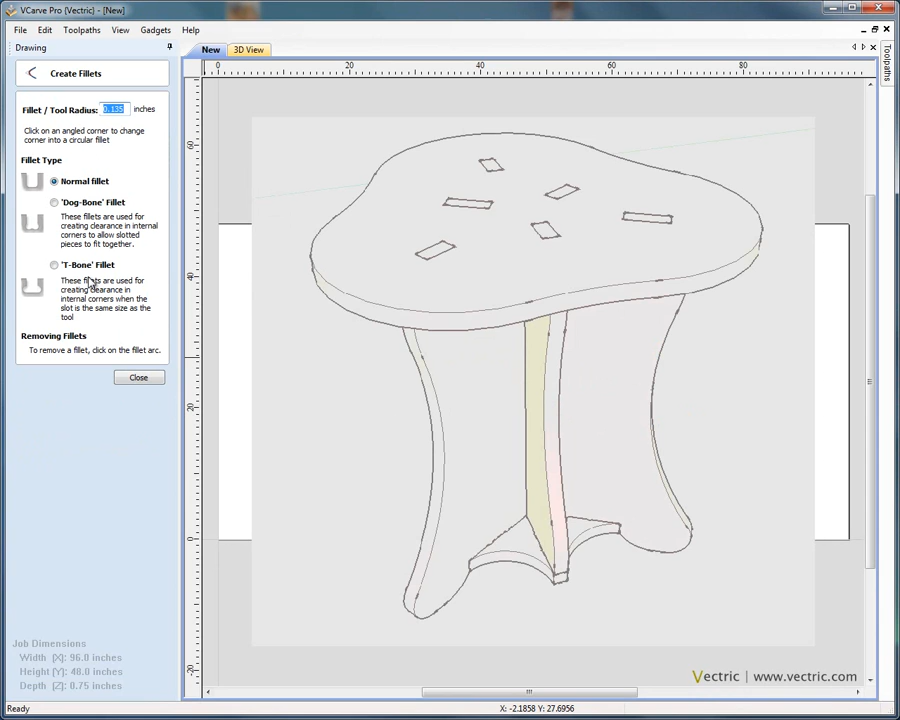 VCarve Pro {Vectric} - [New]
File Edit Toolpaths View Gadgets Help
Drawing
New 3D View
Toolpaths
Create Fillets
Fillet / Tool Radius: 0.135 inches
Click on an angled corner to change
corner into a circular fillet
Fillet Type
Normal fillet
'Dog-Bone' Fillet
These fillets are used for
creating clearance in internal
corners to allow slotted
pieces to fit together.
'T-Bone' Fillet
These fillets are used for
creating clearance in
internal corners when the
slot is the same size as the
tool
Removing Fillets
To remove a fillet, click on the fillet arc.
Close
0 20 40 60 80
60
40
20
0
-20
Job Dimensions
Width (X): 96.0 inches
Height (Y): 48.0 inches
Depth (Z): 0.75 inches
Vectric | www.vectric.com
Ready
X: -2.1858 Y: 27.6956